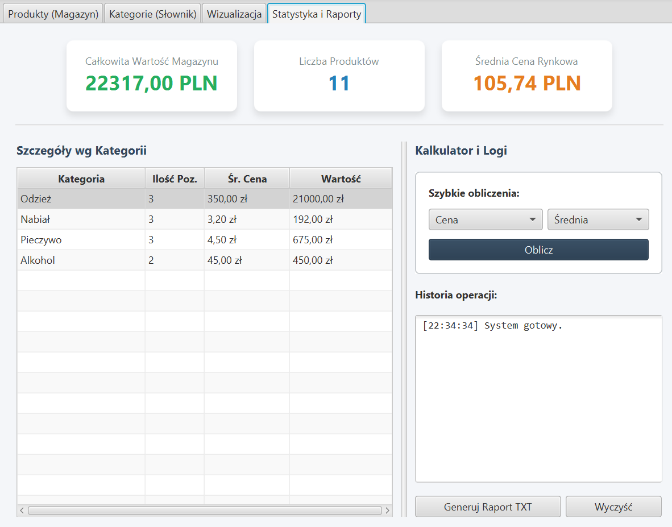 Produkty (Magazyn) Kategorie (Słownik) Wizualizacja Statystyka i Raporty
Całkowita Wartość Magazynu Liczba Produktów Średnia Cena Rynkowa
22317,00 PLN 11 105,74 PLN
Szczegóły wg Kategorii
Kategoria Ilość Poz. Śr. Cena Wartość
Odzież 3 350,00 zł 21000,00 zł
Nabiał 3 3,20 zł 192,00 zł
Pieczywo 3 4,50 zł 675,00 zł
Alkohol 2 45,00 zł 450,00 zł
Kalkulator i Logi
Szybkie obliczenia:
Cena Średnia
Oblicz
Historia operacji:
[22:34:34] System gotowy.
Generuj Raport TXT Wyczyść